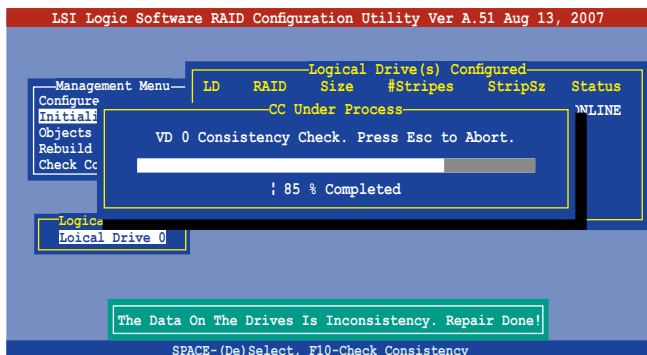 LSI Logic Software RAID Configuration Utility Ver A.51 Aug 13, 2007
Logical Drive(s) Configured
LD RAID Size #Stripes StripSz Status
ONLINE
Management Menu
Configure
Initiali
Objects
Rebuild
Check Co
CC Under Process
VD 0 Consistency Check. Press Esc to Abort.
¦ 85 % Completed
Logica
Loical Drive 0
The Data On The Drives Is Inconsistency. Repair Done!
SPACE-(De)Select, F10-Check Consistency